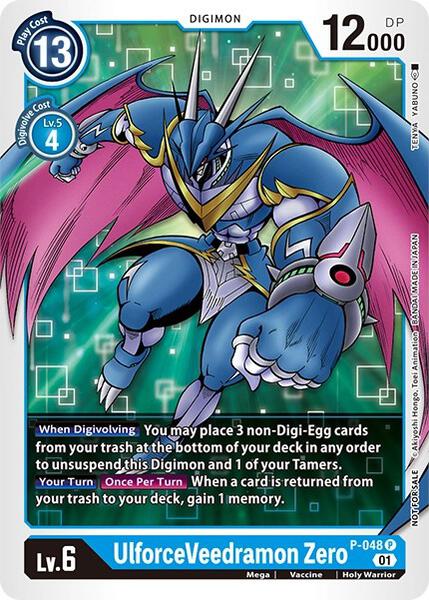 Play Cost
13
DIGIMON
12000
DP
Digivolve Cost
Lv.5
4
TENYA YABUNO
When Digivolving You may place 3 non-Digi-Egg cards
from your trash at the bottom of your deck in any order
to unsuspend this Digimon and 1 of your Tamers.
Your Turn Once Per Turn When a card is returned from
your trash to your deck, gain 1 memory.
NOT FOR SALE
©Akiyoshi Hongo, Toei Animation BANDAI MADE IN JAPAN
Lv.6
UlforceVeedramon Zero
P-048 P
01
Mega | Vaccine | Holy Warrior